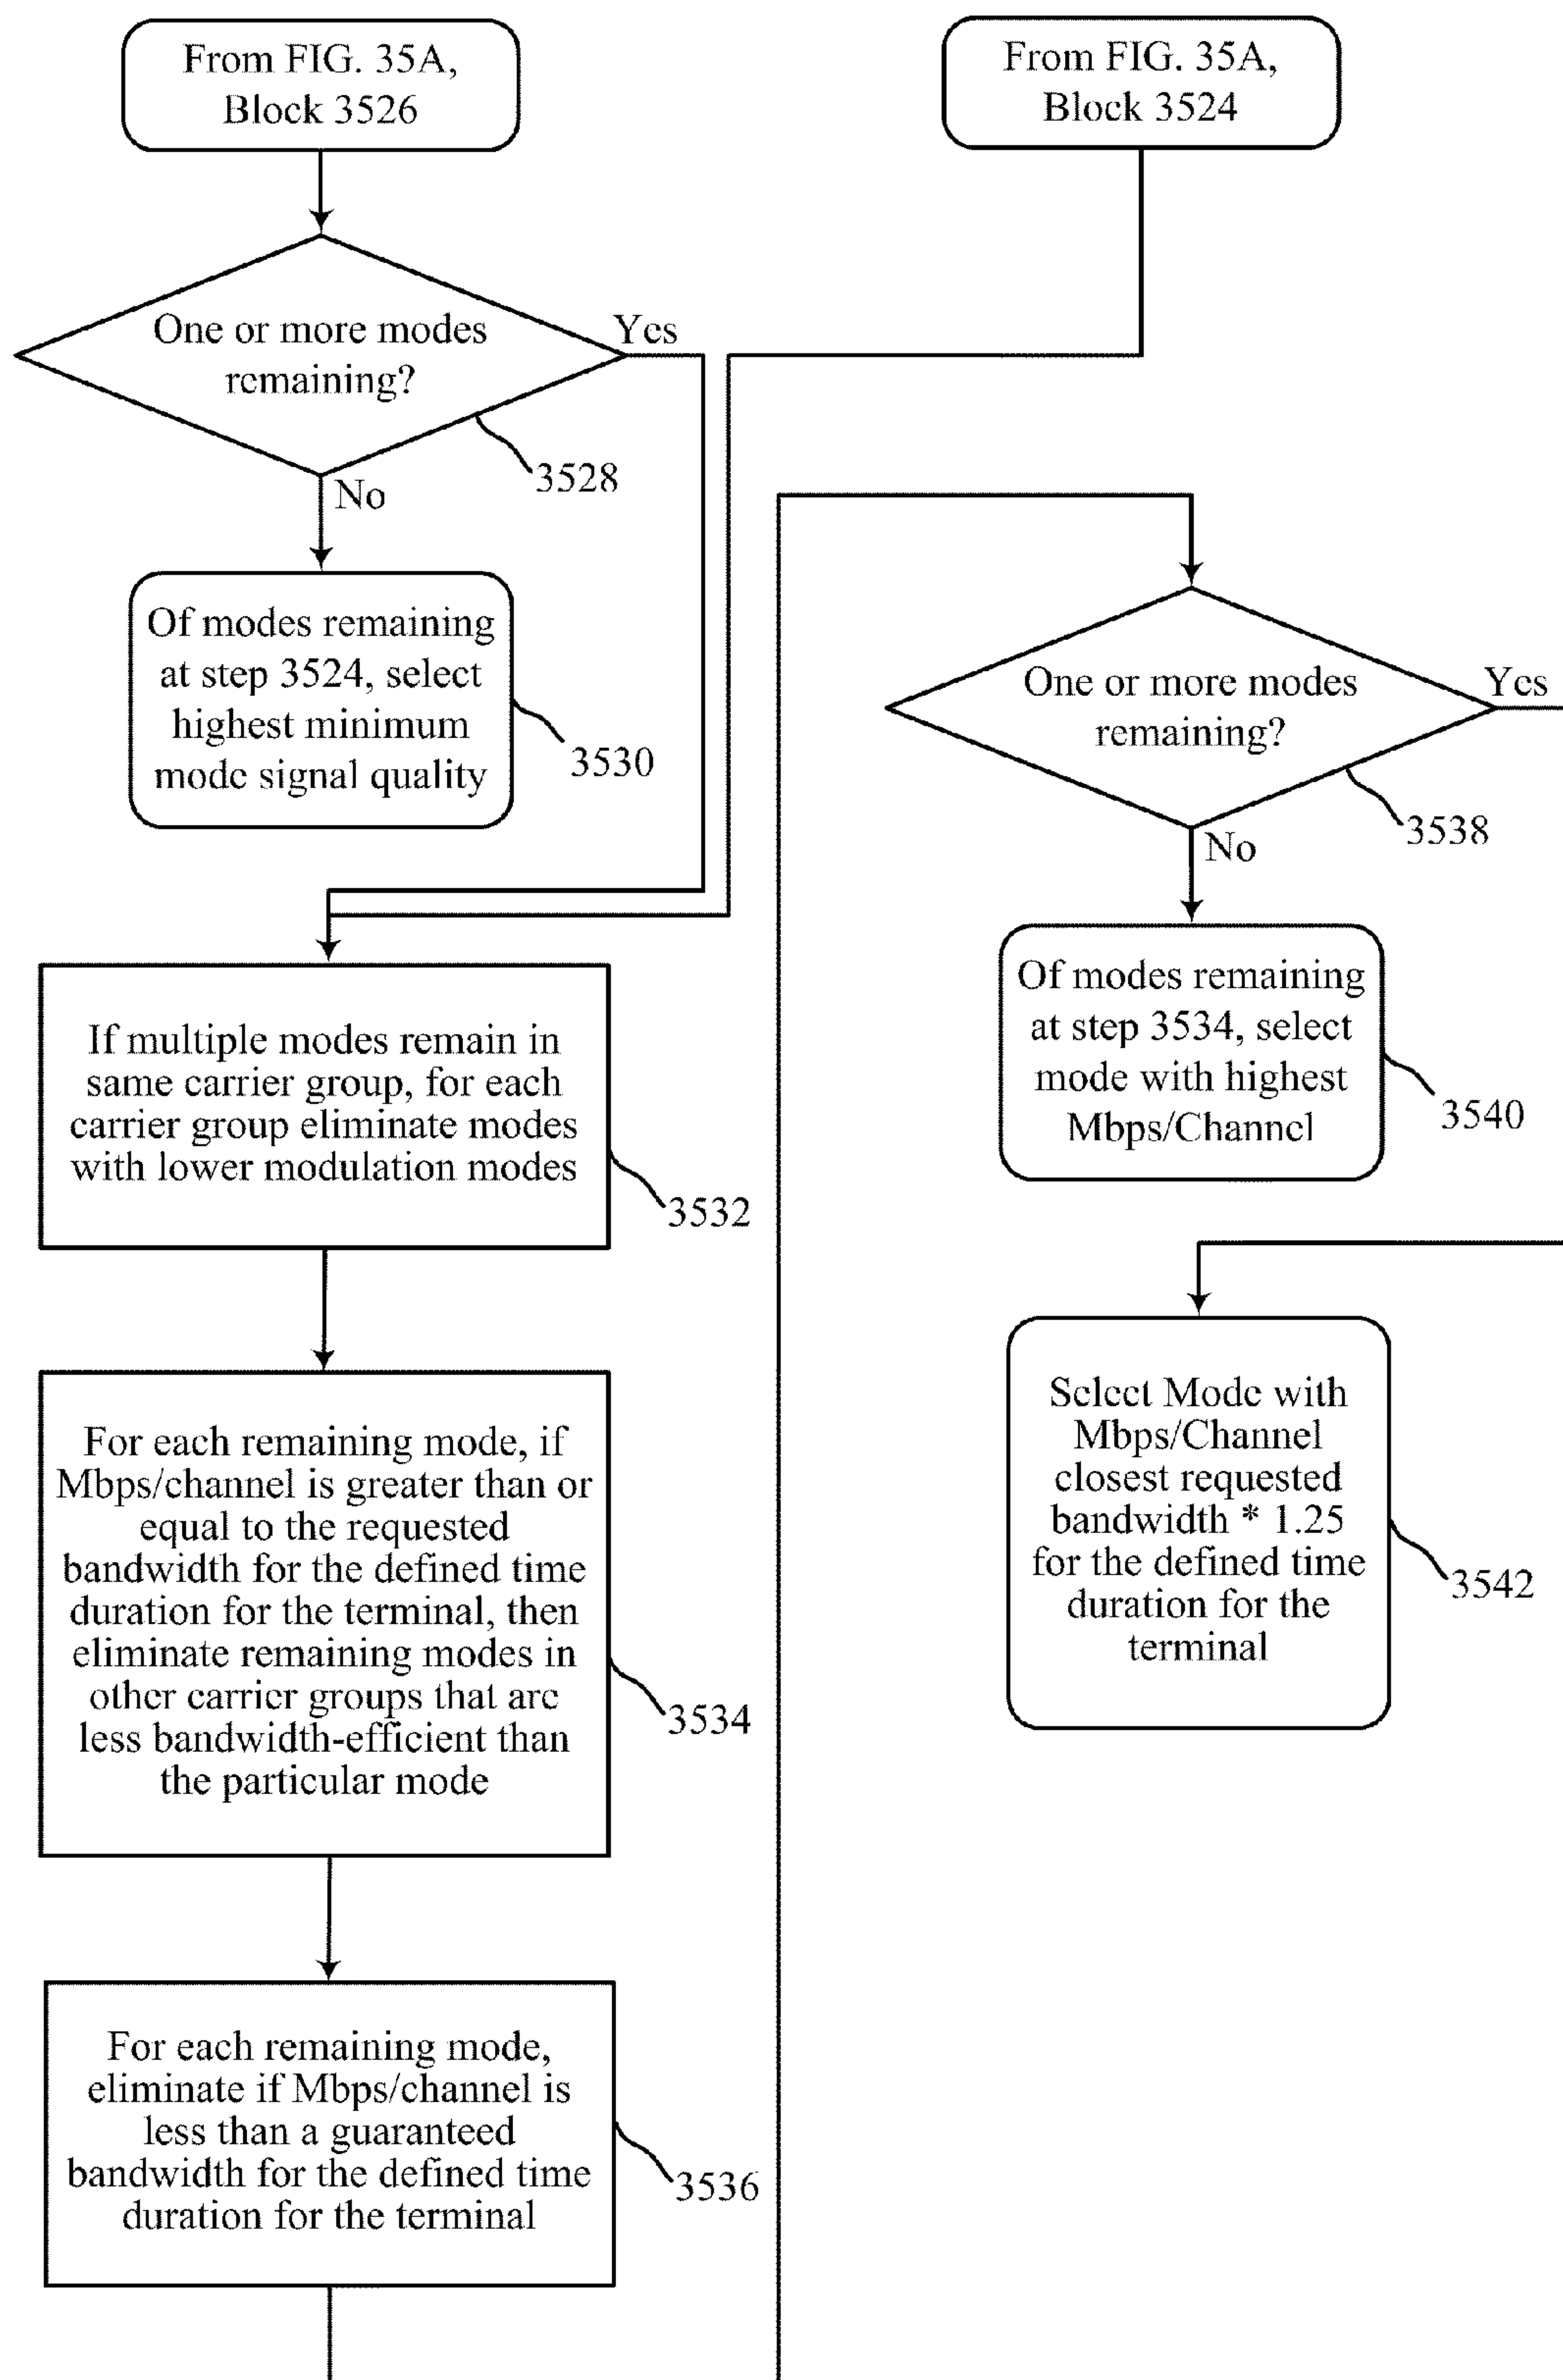 From FIG. 35A,
Block 3526
From FIG. 35A,
Block 3524
One or more modes
remaining?
Yes
3528
No
Of modes remaining
at step 3524, select
highest minimum
mode signal quality
3530
If multiple modes remain in
same carrier group, for each
carrier group eliminate modes
with lower modulation modes
3532
For each remaining mode, if
Mbps/channel is greater than or
equal to the requested
bandwidth for the defined time
duration for the terminal, then
eliminate remaining modes in
other carrier groups that are
less bandwidth-efficient than
the particular mode
3534
For each remaining mode,
eliminate if Mbps/channel is
less than a guaranteed
bandwidth for the defined time
duration for the terminal
3536
One or more modes
remaining?
Yes
3538
No
Of modes remaining
at step 3534, select
mode with highest
Mbps/Channel
3540
Select Mode with
Mbps/Channel
closest requested
bandwidth * 1.25
for the defined time
duration for the
terminal
3542